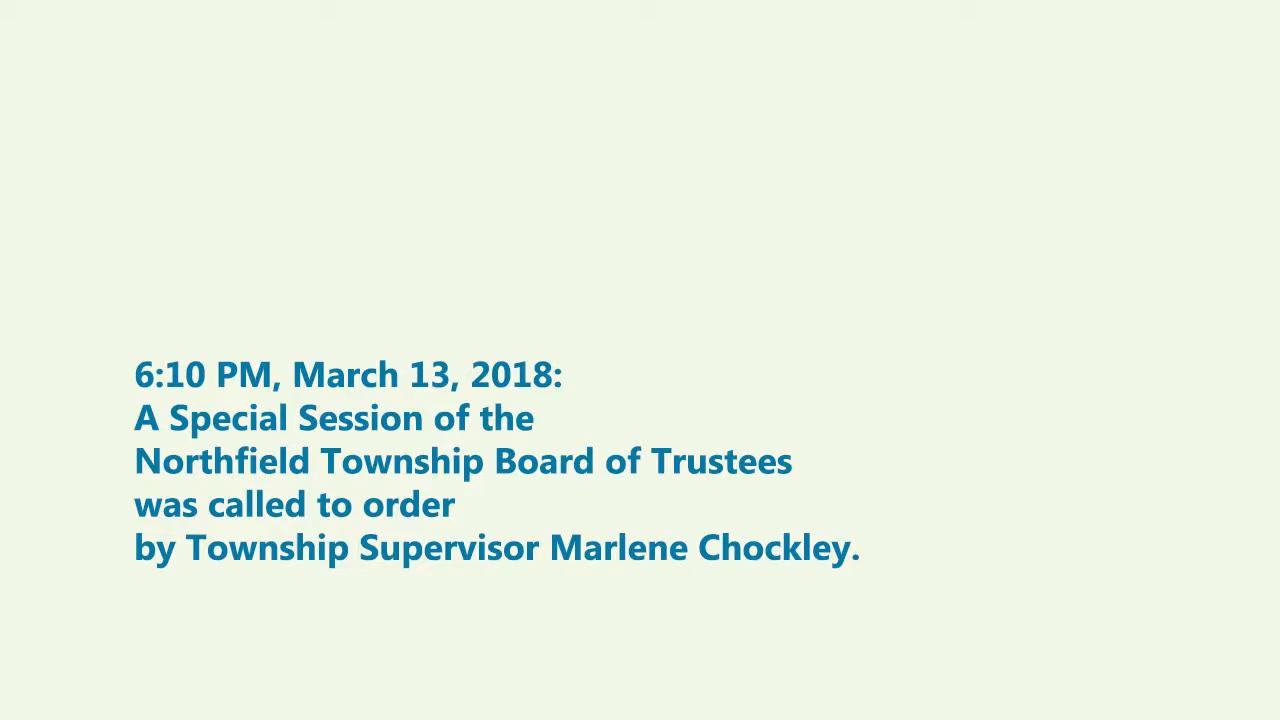 6:10 PM, March 13, 2018:
A Special Session of the
Northfield Township Board of Trustees
was called to order
by Township Supervisor Marlene Chockley.